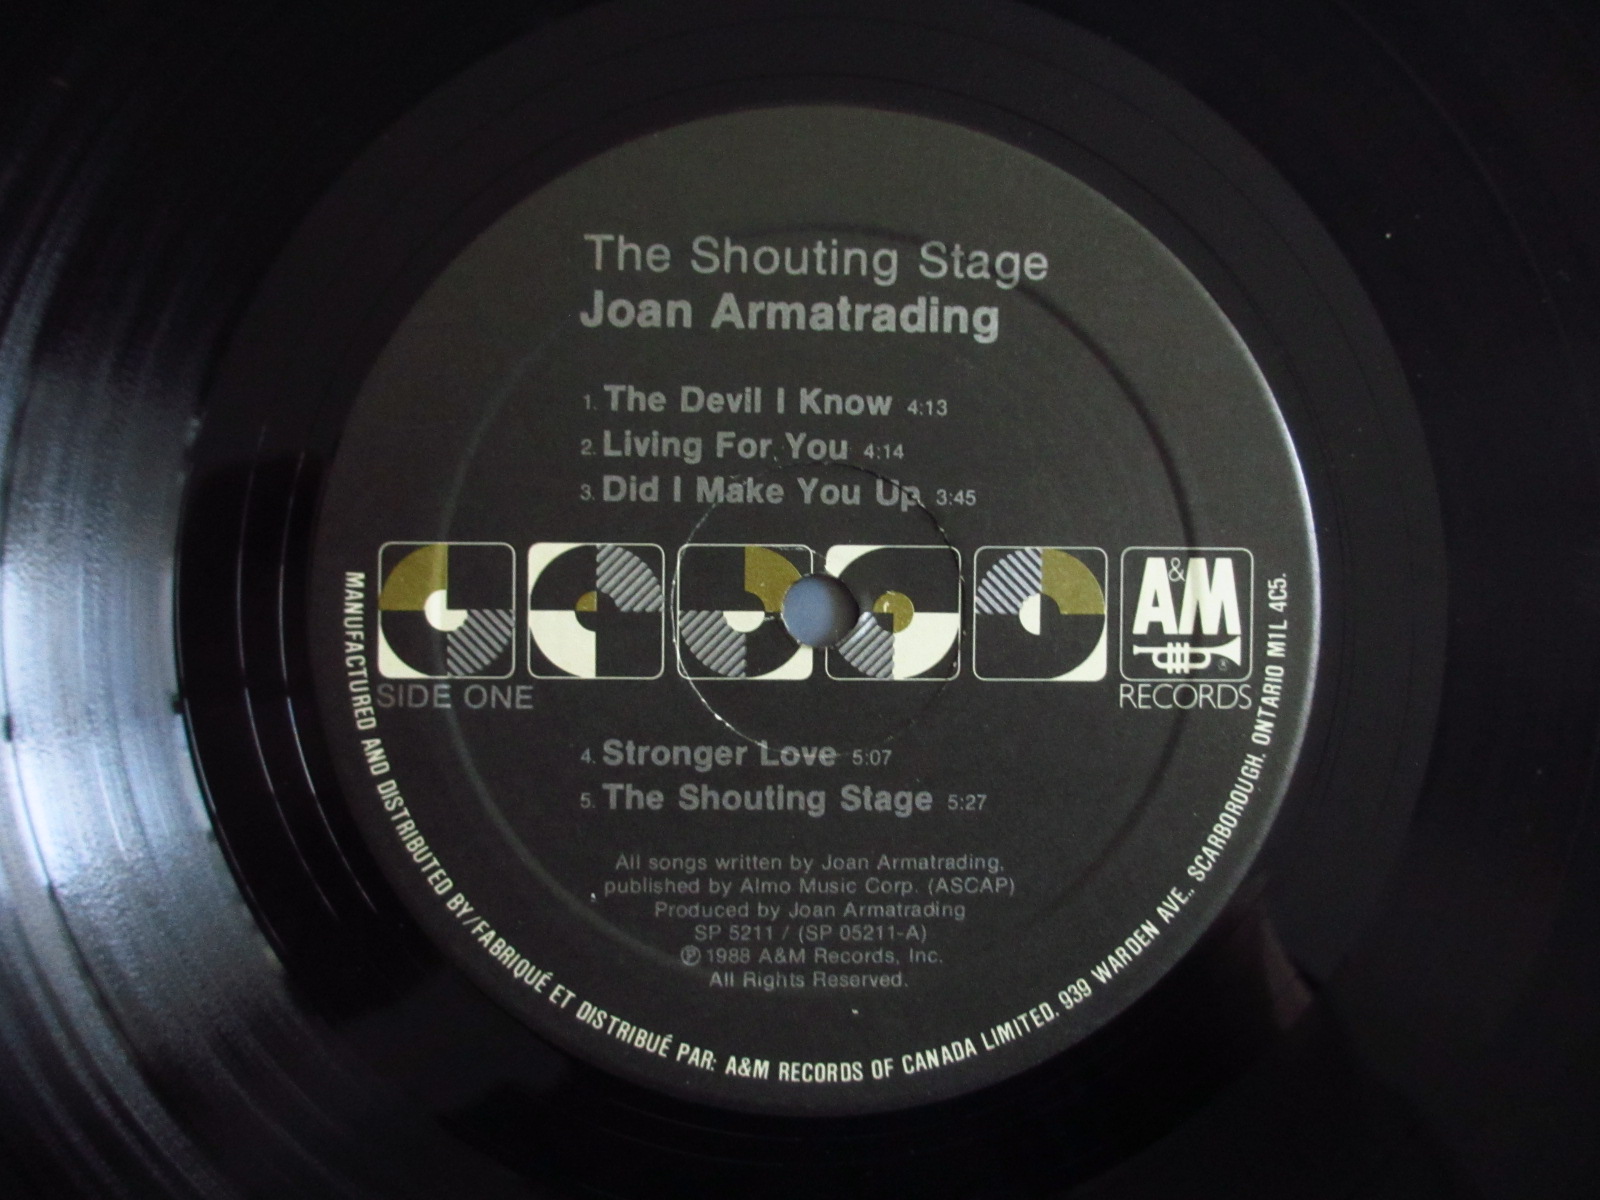 The Shouting Stage
Joan Armatrading
1. The Devil I Know 4:13
2. Living For You 4:14
3. Did I Make You Up 3:45
A&M
®
SIDE ONE
RECORDS
4. Stronger Love 5:07
5. The Shouting Stage 5:27
All songs written by Joan Armatrading,
published by Almo Music Corp. (ASCAP)
Produced by Joan Armatrading
SP 5211 / (SP 05211-A)
℗ 1988 A&M Records, Inc.
All Rights Reserved.
MANUFACTURED AND DISTRIBUTED BY/FABRIQUÉ ET DISTRIBUÉ PAR: A&M RECORDS OF CANADA LIMITED. 939 WARDEN AVE., SCARBOROUGH, ONTARIO M1L 4C5.